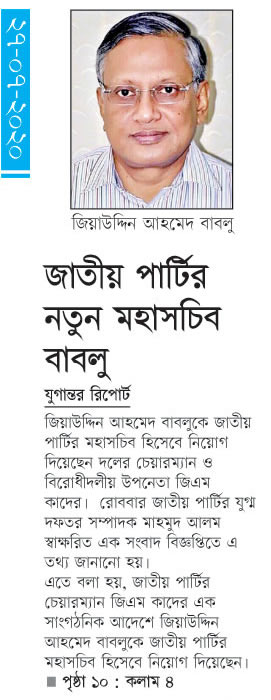 ২৭-০৭-২০২০
জিয়াউদ্দিন আহমেদ বাবলু
জাতীয় পার্টির
নতুন মহাসচিব
বাবলু
যুগান্তর রিপোর্ট
জিয়াউদ্দিন আহমেদ বাবলুকে জাতীয়
পার্টির মহাসচিব হিসেবে নিয়োগ
দিয়েছেন দলের চেয়ারম্যান ও
বিরোধীদলীয় উপনেতা জিএম
কাদের। রোববার জাতীয় পার্টির যুগ্ম
দফতর সম্পাদক মাহমুদ আলম
স্বাক্ষরিত এক সংবাদ বিজ্ঞপ্তিতে এ
তথ্য জানানো হয়।
এতে বলা হয়, জাতীয় পার্টির
চেয়ারম্যান জিএম কাদের এক
সাংগঠনিক আদেশে জিয়াউদ্দিন
আহমেদ বাবলুকে জাতীয় পার্টির
মহাসচিব হিসেবে নিয়োগ দিয়েছেন।
■ পৃষ্ঠা ১০ : কলাম ৪